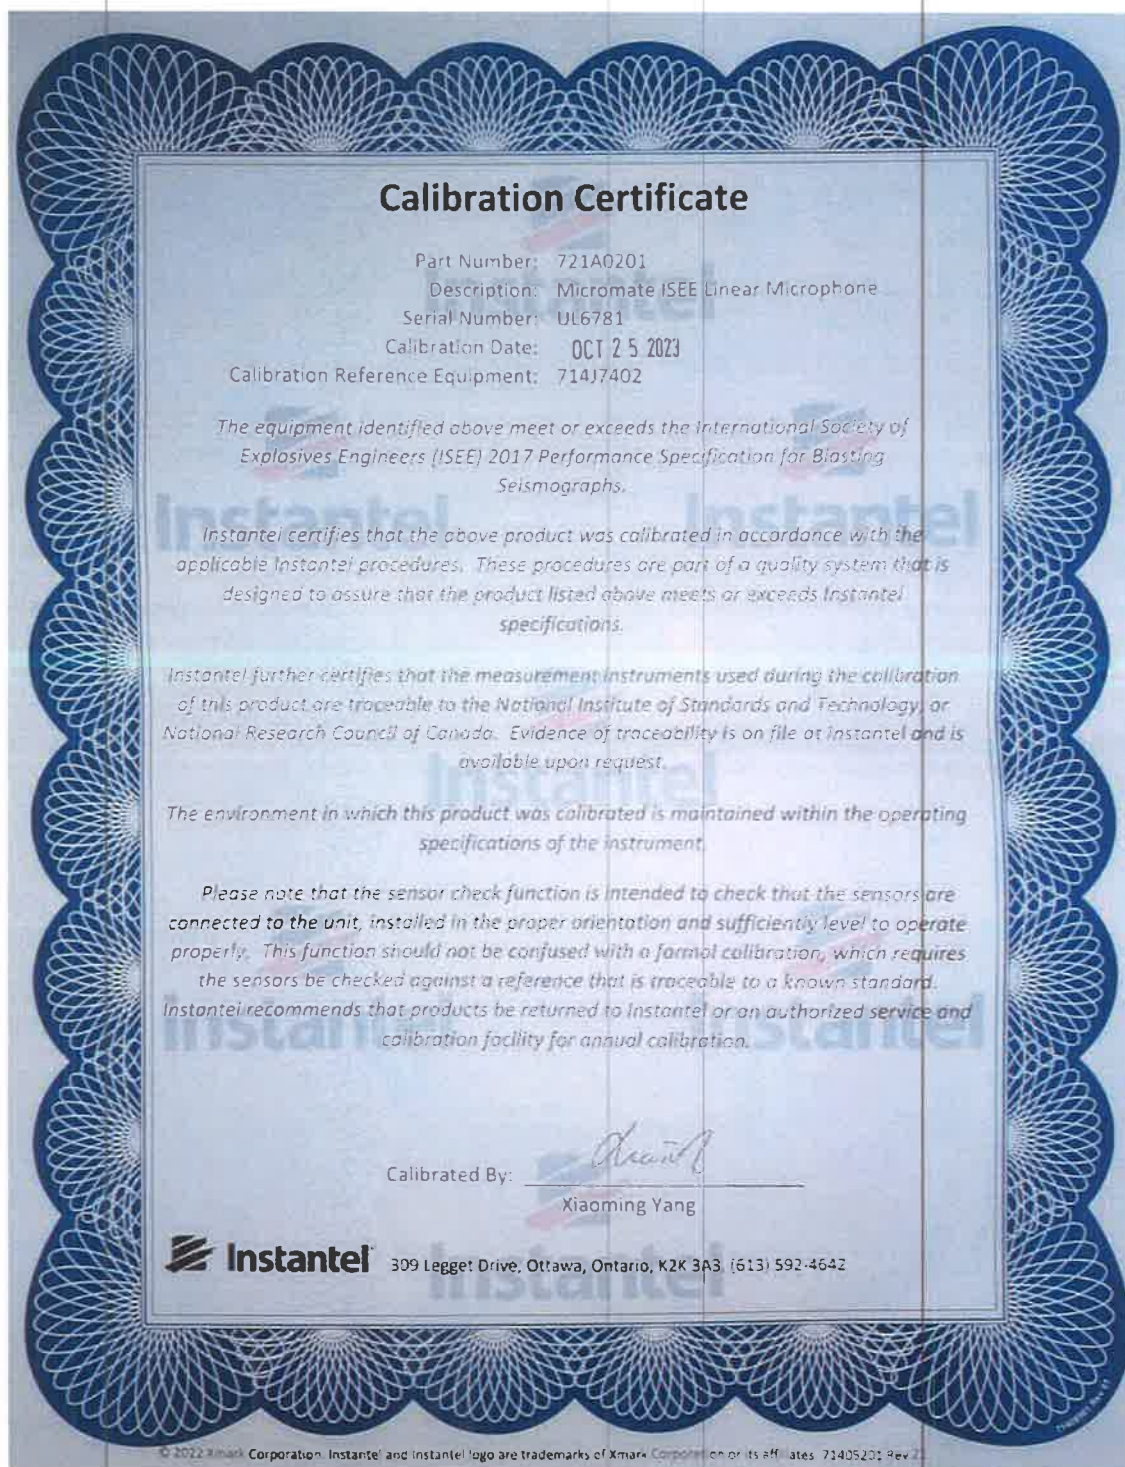 Calibration Certificate
Part Number: 721A0201
Description: Micromate ISEE Linear Microphone
Serial Number: UL6781
Calibration Date: OCT 25 2023
Calibration Reference Equipment: 714J7402
The equipment identified above meet or exceeds the International Society of
Explosives Engineers (ISEE) 2017 Performance Specification for Blasting
Seismographs.
Instantel certifies that the above product was calibrated in accordance with the
applicable Instantel procedures. These procedures are part of a quality system that is
designed to assure that the product listed above meets or exceeds Instantel
specifications.
Instantel further certifies that the measurement instruments used during the calibration
of this product are traceable to the National Institute of Standards and Technology, or
National Research Council of Canada. Evidence of traceability is on file at Instantel and is
available upon request.
The environment in which this product was calibrated is maintained within the operating
specifications of the instrument.
Please note that the sensor check function is intended to check that the sensors are
connected to the unit, installed in the proper orientation and sufficiently level to operate
properly. This function should not be confused with a formal calibration, which requires
the sensors be checked against a reference that is traceable to a known standard.
Instantel recommends that products be returned to Instantel or an authorized service and
calibration facility for annual calibration.
Calibrated By:
Xiaoming Yang
Instantel 309 Legget Drive, Ottawa, Ontario, K2K 3A3, (613) 592-4642
© 2022 Xmark Corporation. Instantel and Instantel logo are trademarks of Xmark Corporation or its affiliates 71405201 Rev